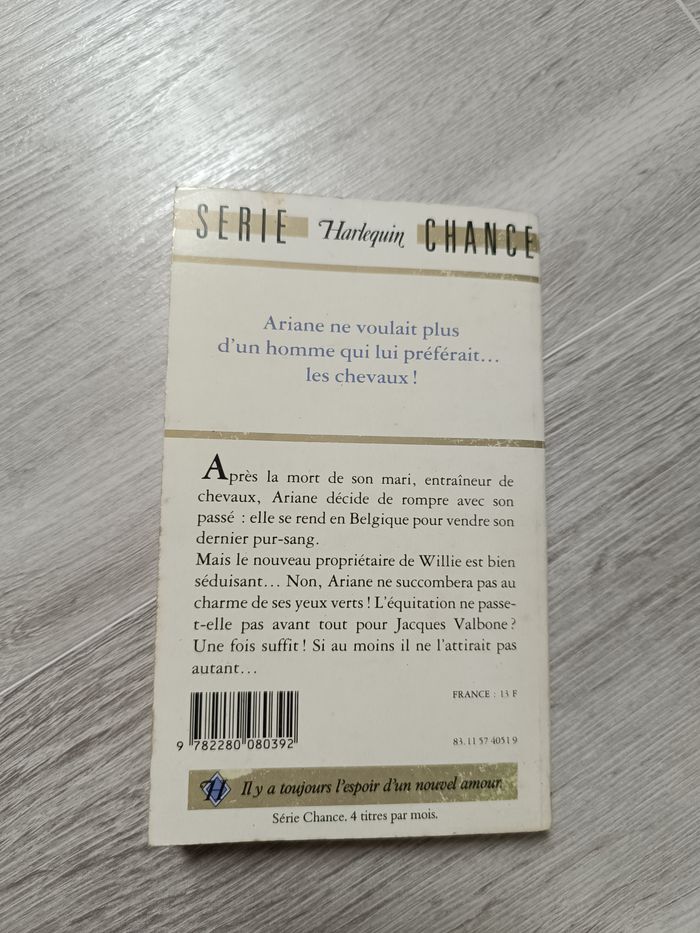 SERIE Harlequin CHANCE
Ariane ne voulait plus
d'un homme qui lui préférait...
les chevaux !
Après la mort de son mari, entraîneur de
chevaux, Ariane décide de rompre avec son
passé : elle se rend en Belgique pour vendre son
dernier pur-sang.
Mais le nouveau propriétaire de Willie est bien
séduisant... Non, Ariane ne succombera pas au
charme de ses yeux verts ! L'équitation ne passe-
t-elle pas avant tout pour Jacques Valbone ?
Une fois suffit ! Si au moins il ne l'attirait pas
autant...
FRANCE : 13 F
9 782280 080392
83.11 57 4051 9
H Il y a toujours l'espoir d'un nouvel amour.
Série Chance. 4 titres par mois.